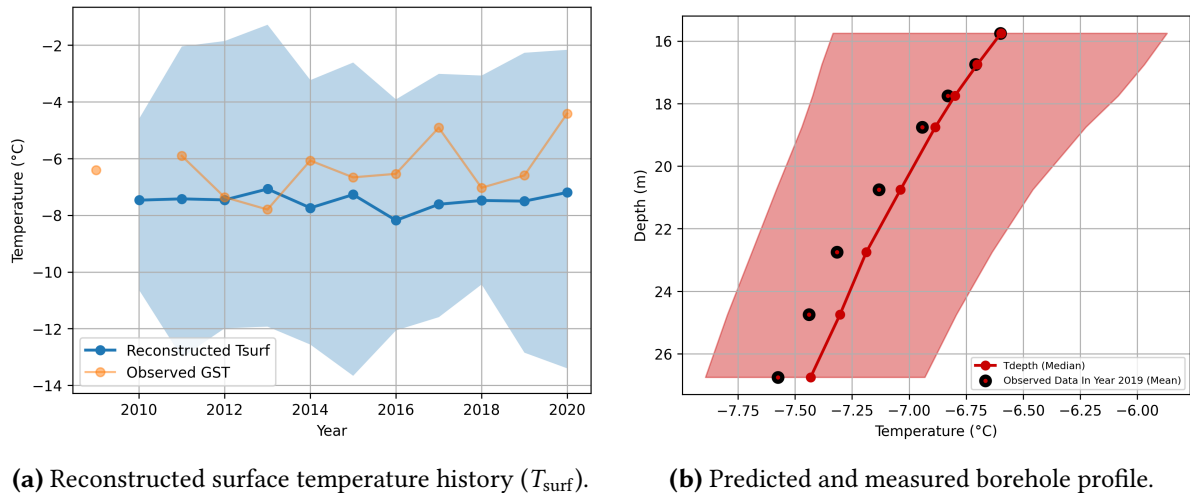 −2
−4
−6
−8
−10
−12
−14
Temperature (°C)
Reconstructed Tsurf
Observed GST
2010 2012 2014 2016 2018 2020
Year
(a) Reconstructed surface temperature history (Tsurf).
16
18
20
22
24
26
Depth (m)
Tdepth (Median)
Observed Data In Year 2019 (Mean)
−7.75 −7.50 −7.25 −7.00 −6.75 −6.50 −6.25 −6.00
Temperature (°C)
(b) Predicted and measured borehole profile.